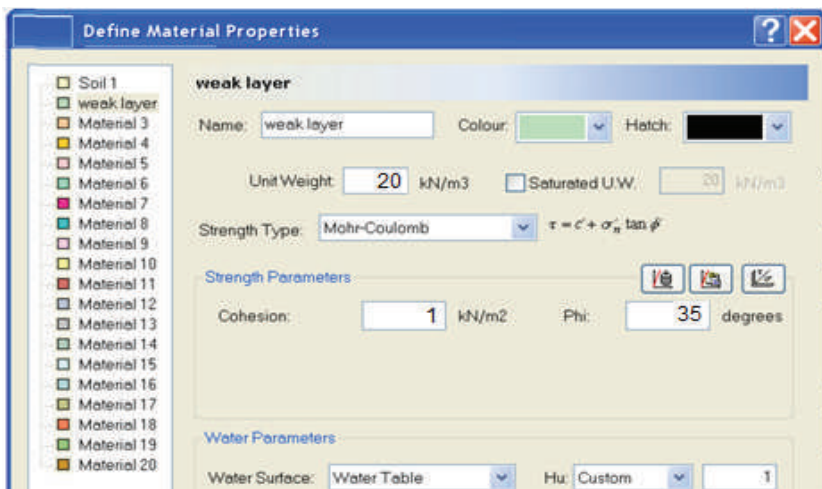 Define Material Properties
Soil 1
weak layer
Material 3
Material 4
Material 5
Material 6
Material 7
Material 8
Material 9
Material 10
Material 11
Material 12
Material 13
Material 14
Material 15
Material 16
Material 17
Material 18
Material 19
Material 20
weak layer
Name: weak layer Colour: Hatch:
Unit Weight: 20 kN/m3 Saturated U.W. 20 kN/m3
Strength Type: Mohr-Coulomb τ = c′ + σ′n tan ϕ′
Strength Parameters
Cohesion: 1 kN/m2 Phi: 35 degrees
Water Parameters
Water Surface: Water Table Hu: Custom 1